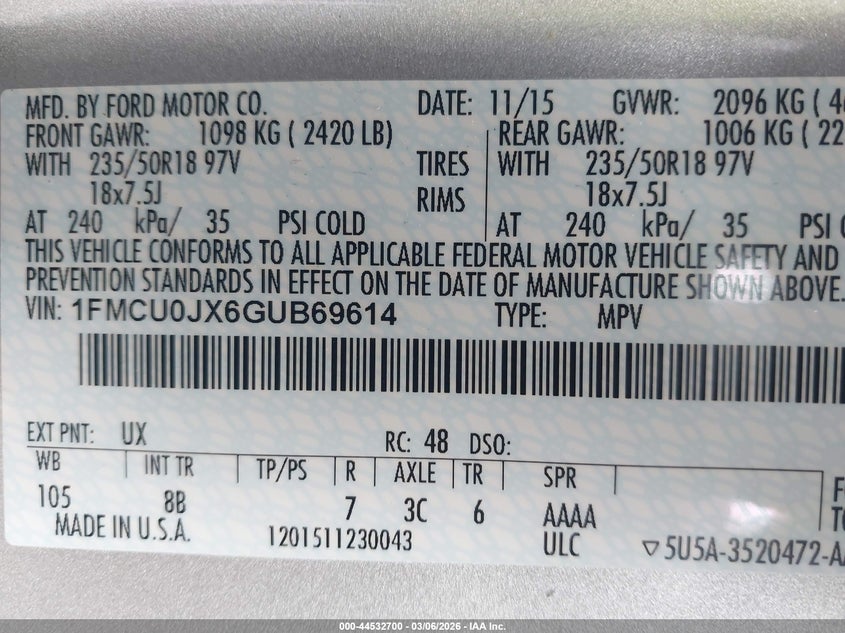 MFD. BY FORD MOTOR CO. DATE: 11/15 GVWR: 2096 KG (
FRONT GAWR: 1098 KG ( 2420 LB) REAR GAWR: 1006 KG (
WITH 235/50R18 97V TIRES WITH 235/50R18 97V
18x7.5J RIMS 18x7.5J
AT 240 kPa/ 35 PSI COLD AT 240 kPa/ 35 PSI
THIS VEHICLE CONFORMS TO ALL APPLICABLE FEDERAL MOTOR VEHICLE SAFETY AND
PREVENTION STANDARDS IN EFFECT ON THE DATE OF MANUFACTURE SHOWN ABOVE.
VIN: 1FMCU0JX6GUB69614 TYPE: MPV
EXT PNT: UX RC: 48 DSO:
WB INT TR TP/PS R AXLE TR SPR
105 8B 7 3C 6 AAAA
MADE IN U.S.A. 1201511230043 ULC ▽5U5A-3520472-A
000-44532700 - 03/06/2026 - IAA Inc.